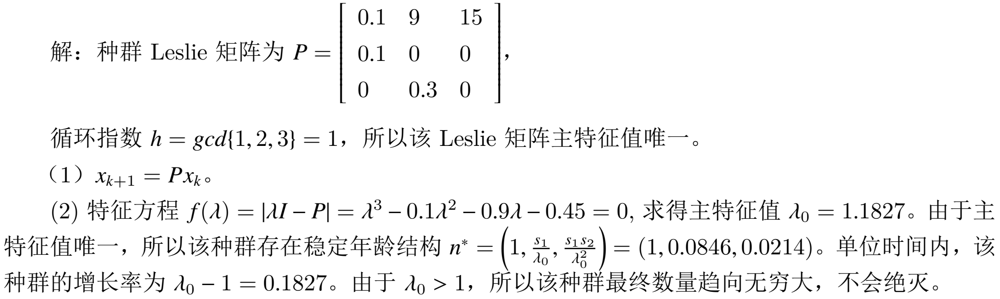 解：种群 Leslie 矩阵为 $P = \begin{bmatrix} 0.1 & 9 & 15 \\ 0.1 & 0 & 0 \\ 0 & 0.3 & 0 \end{bmatrix}$，
循环指数 $h = gcd\{1, 2, 3\} = 1$，所以该 Leslie 矩阵主特征值唯一。
（1）$x_{k+1} = Px_k$。
(2) 特征方程 $f(\lambda) = |\lambda I - P| = \lambda^3 - 0.1\lambda^2 - 0.9\lambda - 0.45 = 0$, 求得主特征值 $\lambda_0 = 1.1827$。由于主
特征值唯一，所以该种群存在稳定年龄结构 $n^* = \left(1, \frac{s_1}{\lambda_0}, \frac{s_1 s_2}{\lambda_0^2}\right) = (1, 0.0846, 0.0214)$。单位时间内，该
种群的增长率为 $\lambda_0 - 1 = 0.1827$。由于 $\lambda_0 > 1$，所以该种群最终数量趋向无穷大，不会绝灭。